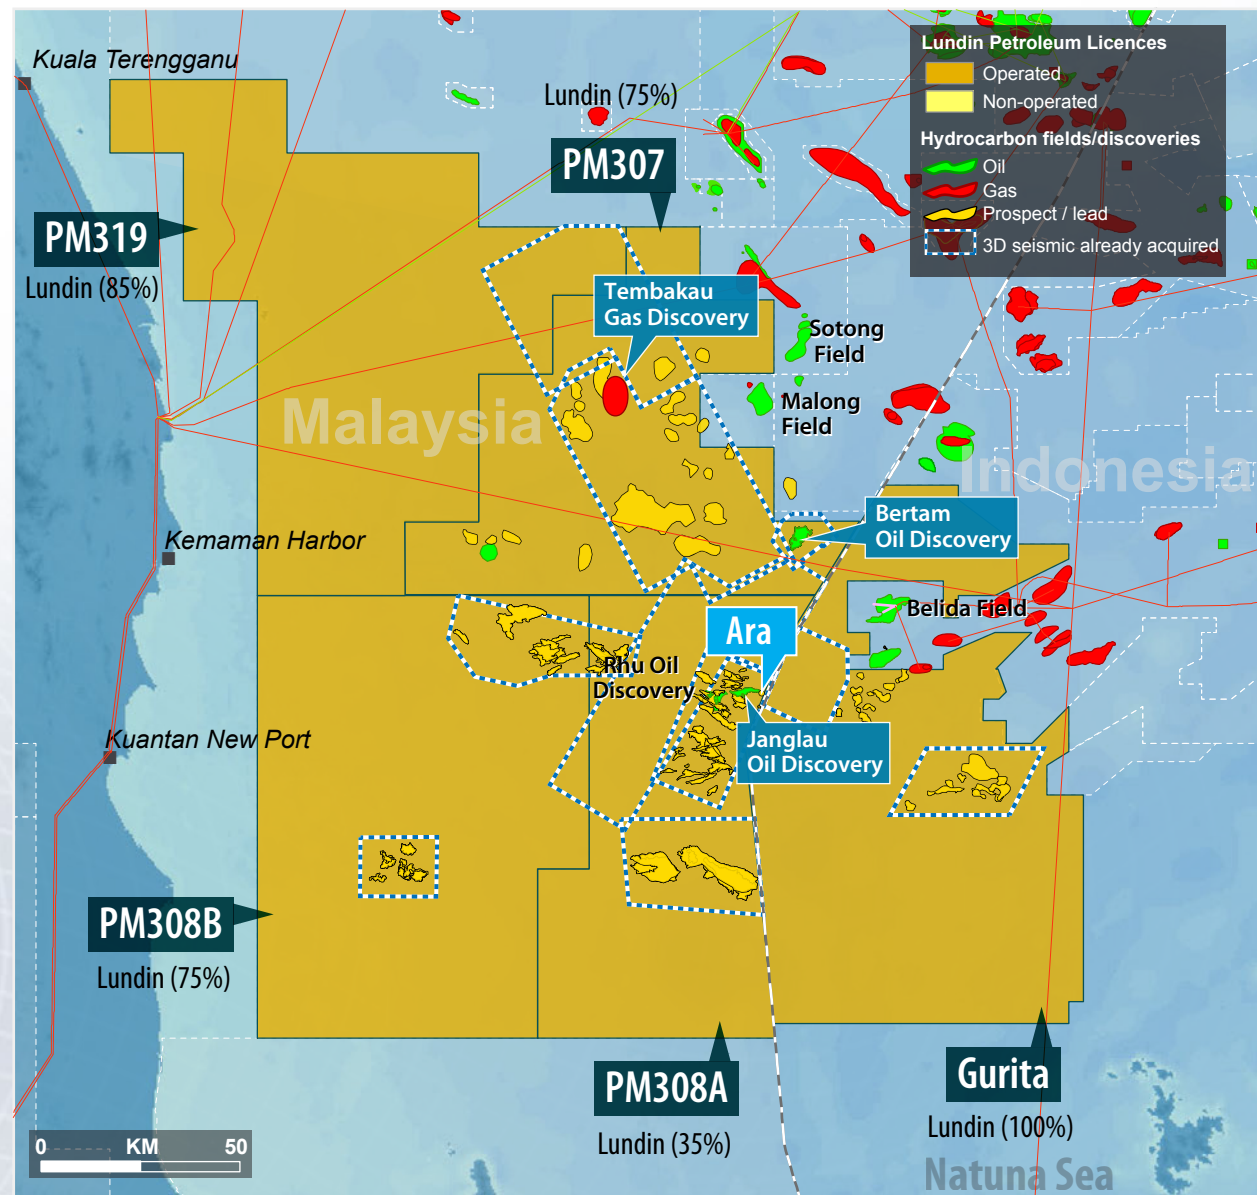 Kuala Terengganu
Lundin Petroleum Licences
Operated
Non-operated
Hydrocarbon fields/discoveries
Oil
Gas
Prospect / lead
3D seismic already acquired
Lundin (75%)
PM307
PM319
Lundin (85%)
Tembakau
Gas Discovery
Sotong
Field
Malong
Field
Malaysia
Indonesia
Bertam
Oil Discovery
Kemaman Harbor
Belida Field
Ara
Rhu Oil
Discovery
Kuantan New Port
Janglau
Oil Discovery
PM308B
Lundin (75%)
PM308A
Lundin (35%)
Gurita
Lundin (100%)
0 KM 50
Natuna Sea